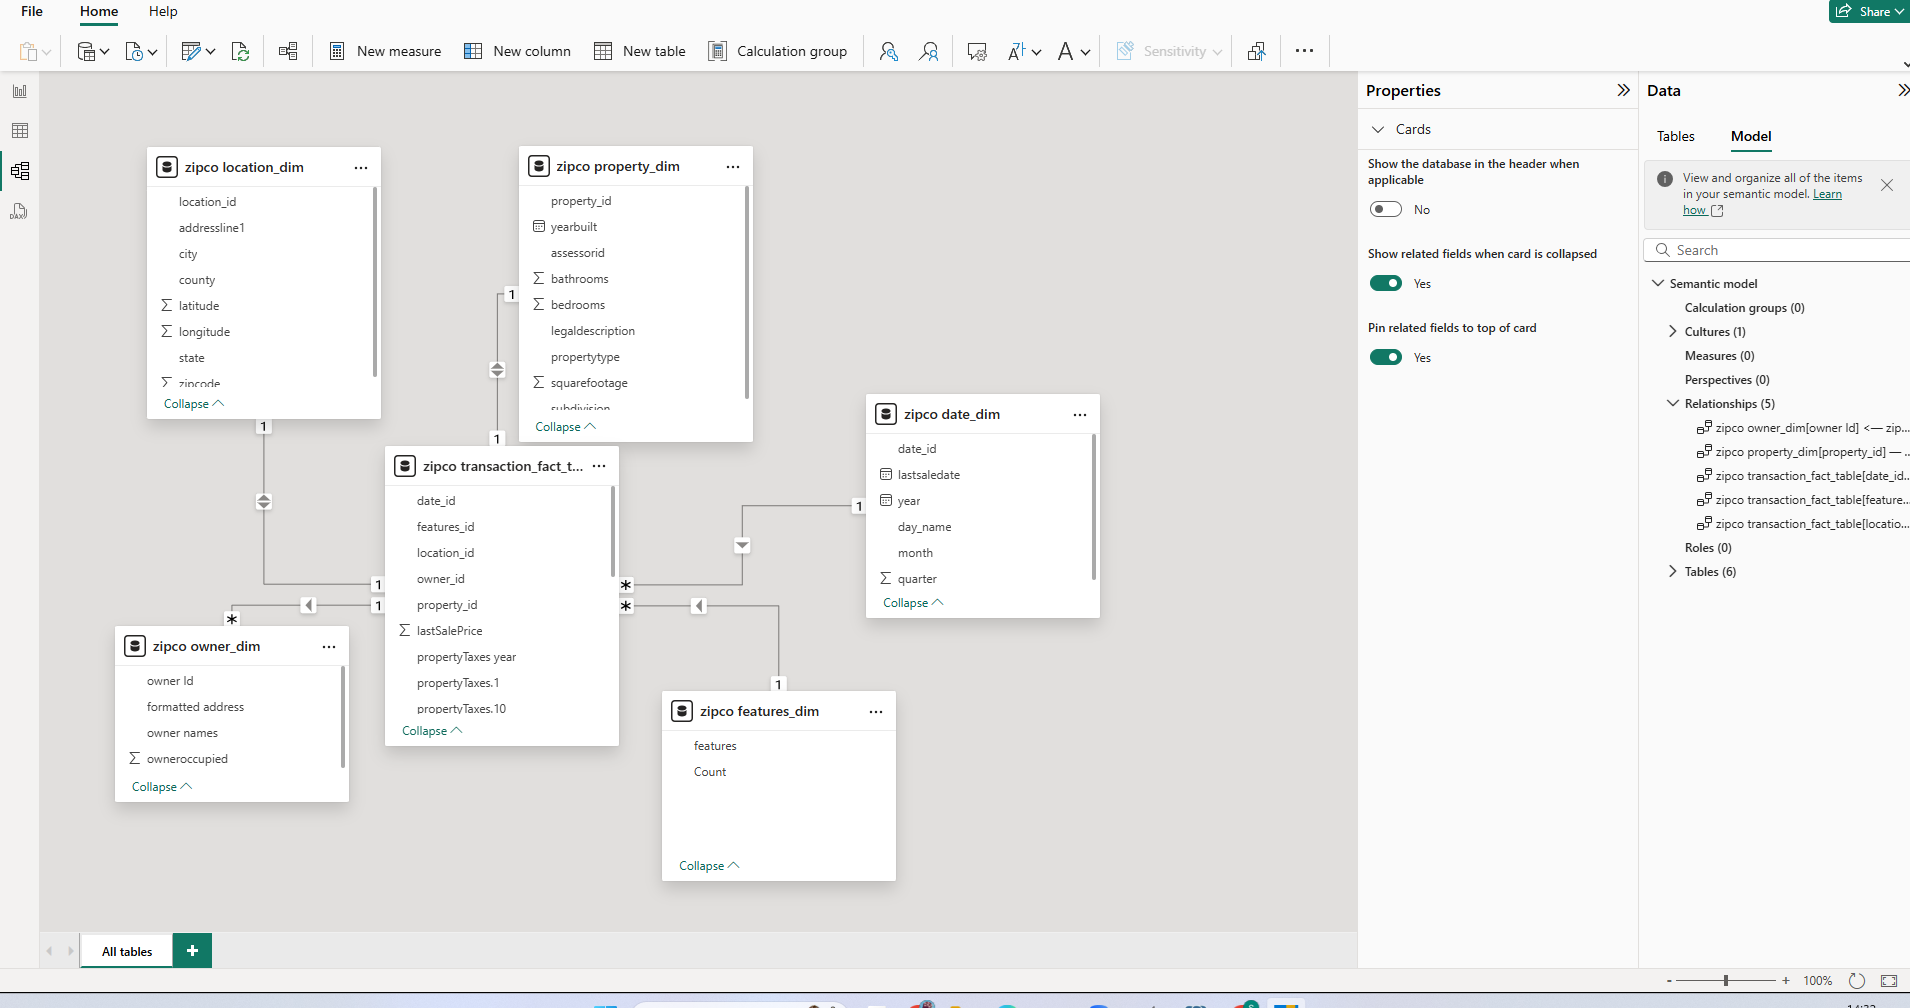 File Home Help
Share
New measure
New column
New table
Calculation group
Sensitivity
zipco location_dim
location_id
addressline1
city
county
latitude
longitude
state
zipcode
Collapse
1
zipco property_dim
property_id
yearbuilt
assessorid
bathrooms
bedrooms
legaldescription
propertytype
squarefootage
subdivision
Collapse
1
1
zipco transaction_fact_t...
date_id
features_id
location_id
owner_id
property_id
lastSalePrice
propertyTaxes year
propertyTaxes.1
propertyTaxes.10
Collapse
1
1
*
*
zipco date_dim
date_id
lastsaledate
year
day_name
month
quarter
Collapse
1
zipco owner_dim
owner Id
formatted address
owner names
owneroccupied
Collapse
*
zipco features_dim
features
Count
Collapse
1
All tables
+
Properties
Cards
Show the database in the header when
applicable
No
Show related fields when card is collapsed
Yes
Pin related fields to top of card
Yes
Data
Tables Model
View and organize all of the items
in your semantic model. Learn
how
Search
Semantic model
Calculation groups (0)
Cultures (1)
Measures (0)
Perspectives (0)
Relationships (5)
zipco owner_dim[owner Id] <— zip...
zipco property_dim[property_id] — ...
zipco transaction_fact_table[date_id...
zipco transaction_fact_table[feature...
zipco transaction_fact_table[locatio...
Roles (0)
Tables (6)
- + 100%